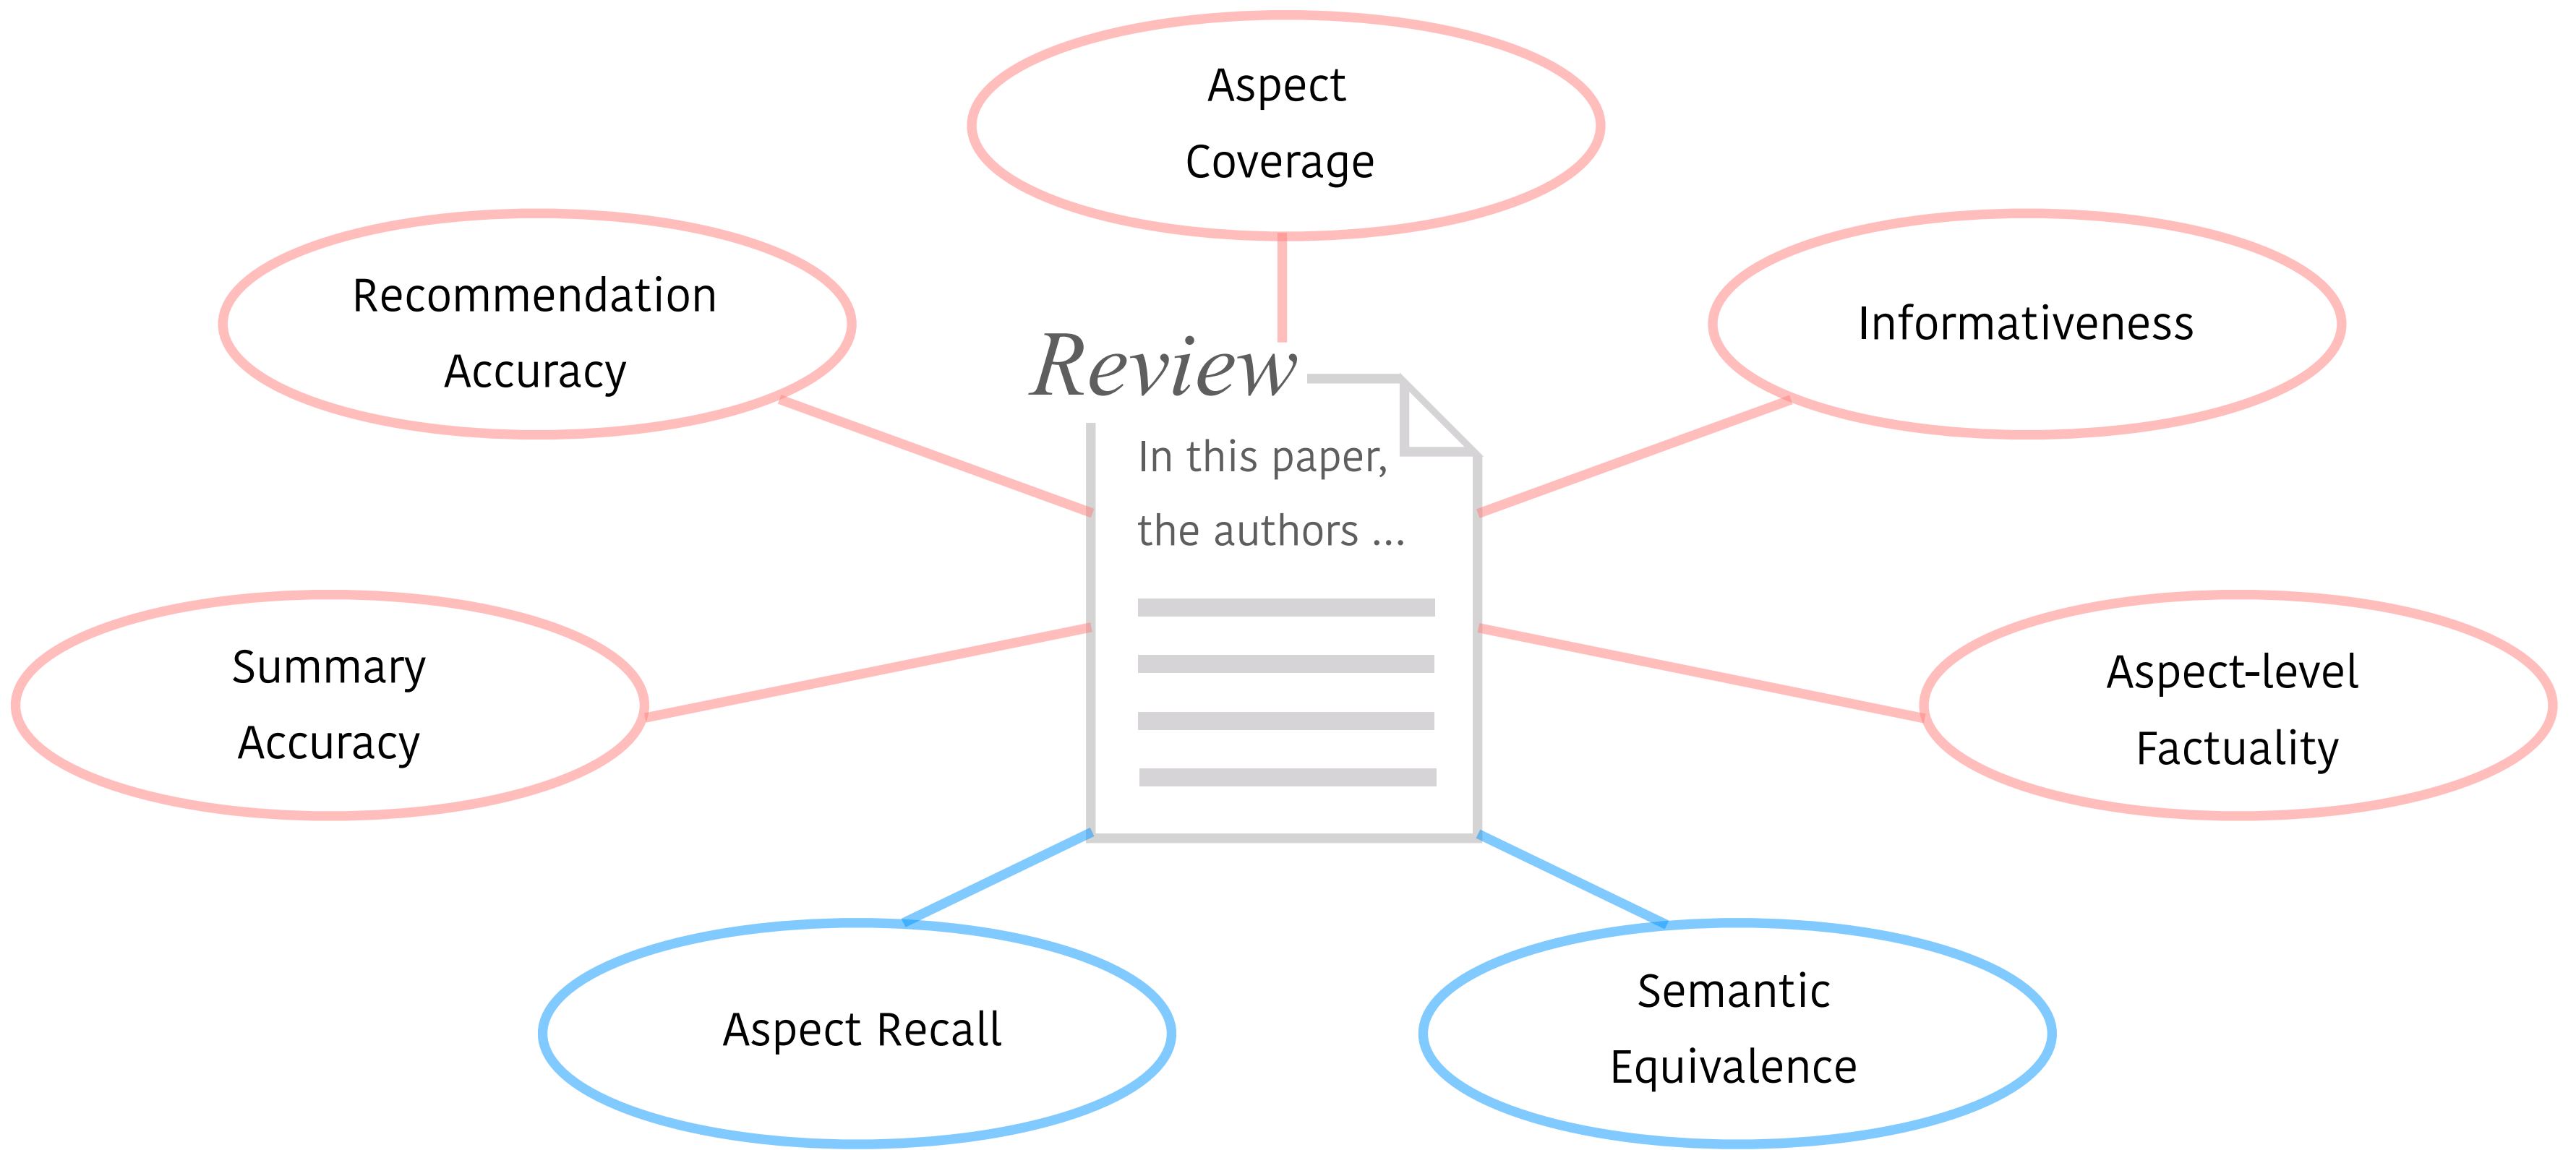 Aspect
Coverage
Recommendation
Accuracy
Informativeness
Review
In this paper,
the authors ...
Summary
Accuracy
Aspect-level
Factuality
Aspect Recall
Semantic
Equivalence